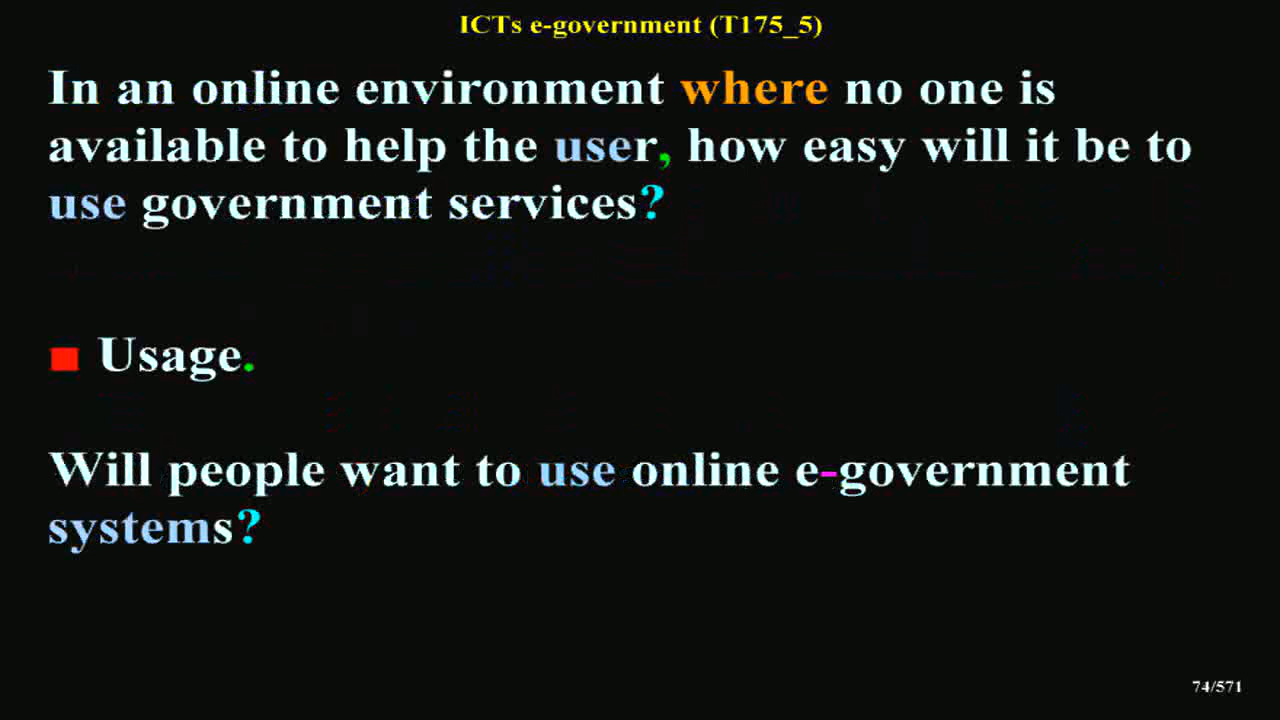 ICTs e-government (T175_5)
In an online environment where no one is
available to help the user, how easy will it be to
use government services?
■ Usage.
Will people want to use online e-government
systems?
74/571